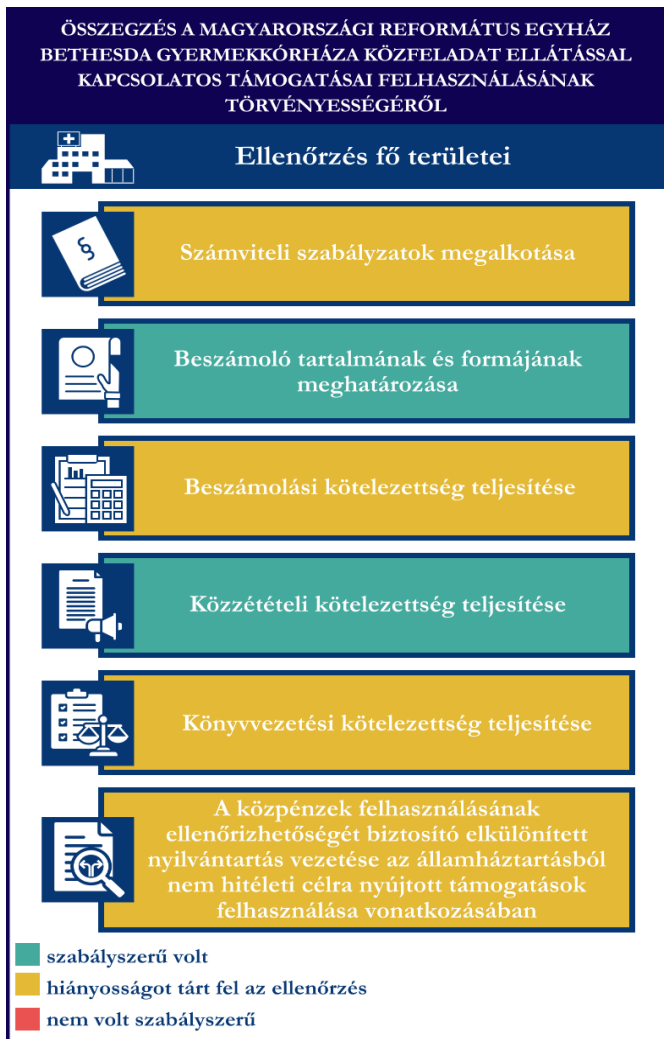 ÖSSZEGZÉS A MAGYARORSZÁGI REFORMÁTUS EGYHÁZ
BETHESDA GYERMEKKÓRHÁZA KÖZFELADAT ELLÁTÁSSAL
KAPCSOLATOS TÁMOGATÁSAI FELHASZNÁLÁSÁNAK
TÖRVÉNYESSÉGÉRŐL
Ellenőrzés fő területei
§
Számviteli szabályzatok megalkotása
Beszámoló tartalmának és formájának
meghatározása
Beszámolási kötelezettség teljesítése
Közzétételi kötelezettség teljesítése
Könyvvezetési kötelezettség teljesítése
A közpénzek felhasználásának
ellenőrizhetőségét biztosító elkülönített
nyilvántartás vezetése az államháztartásból
nem hitéleti célra nyújtott támogatások
felhasználása vonatkozásában
szabályszerű volt
hiányosságot tárt fel az ellenőrzés
nem volt szabályszerű